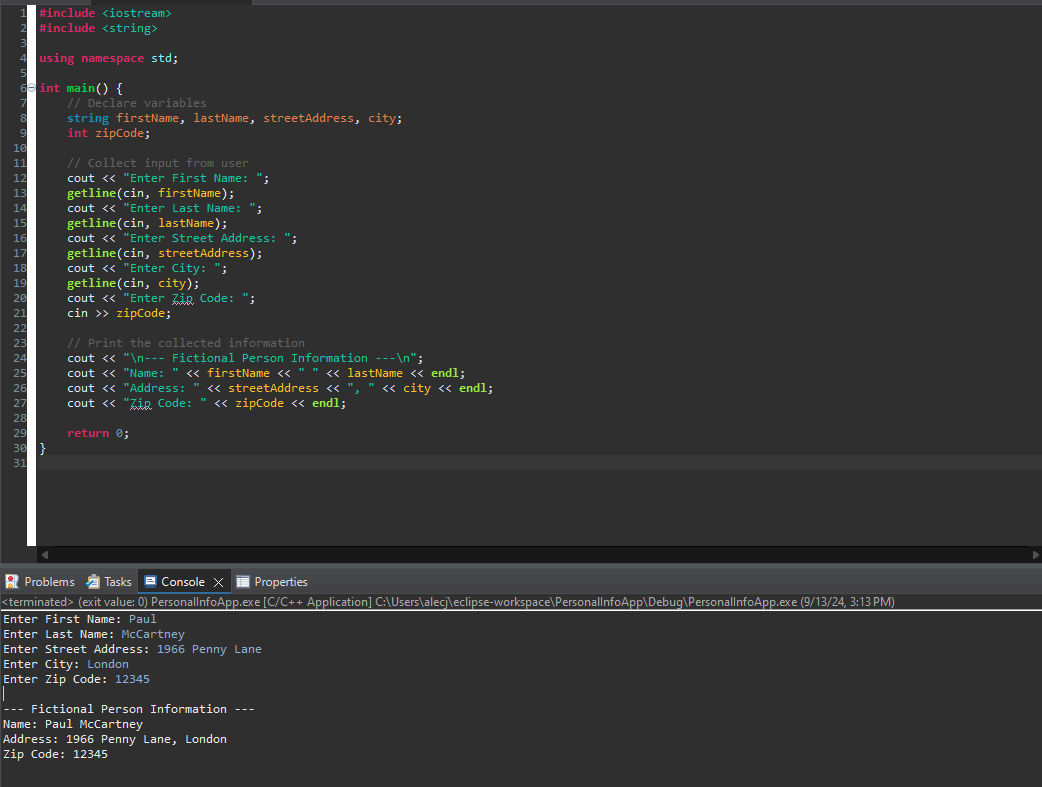 1 #include <iostream>
2 #include <string>
3
4 using namespace std;
5
6 int main() {
7     // Declare variables
8     string firstName, lastName, streetAddress, city;
9     int zipCode;
10
11     // Collect input from user
12     cout << "Enter First Name: ";
13     getline(cin, firstName);
14     cout << "Enter Last Name: ";
15     getline(cin, lastName);
16     cout << "Enter Street Address: ";
17     getline(cin, streetAddress);
18     cout << "Enter City: ";
19     getline(cin, city);
20     cout << "Enter Zip Code: ";
21     cin >> zipCode;
22
23     // Print the collected information
24     cout << "\n--- Fictional Person Information ---\n";
25     cout << "Name: " << firstName << " " << lastName << endl;
26     cout << "Address: " << streetAddress << ", " << city << endl;
27     cout << "Zip Code: " << zipCode << endl;
28
29     return 0;
30 }
31
Problems Tasks Console Properties
<terminated> (exit value: 0) PersonalInfoApp.exe [C/C++ Application] C:\Users\alecj\eclipse-workspace\PersonalInfoApp\Debug\PersonalInfoApp.exe (9/13/24, 3:13 PM)
Enter First Name: Paul
Enter Last Name: McCartney
Enter Street Address: 1966 Penny Lane
Enter City: London
Enter Zip Code: 12345

--- Fictional Person Information ---
Name: Paul McCartney
Address: 1966 Penny Lane, London
Zip Code: 12345